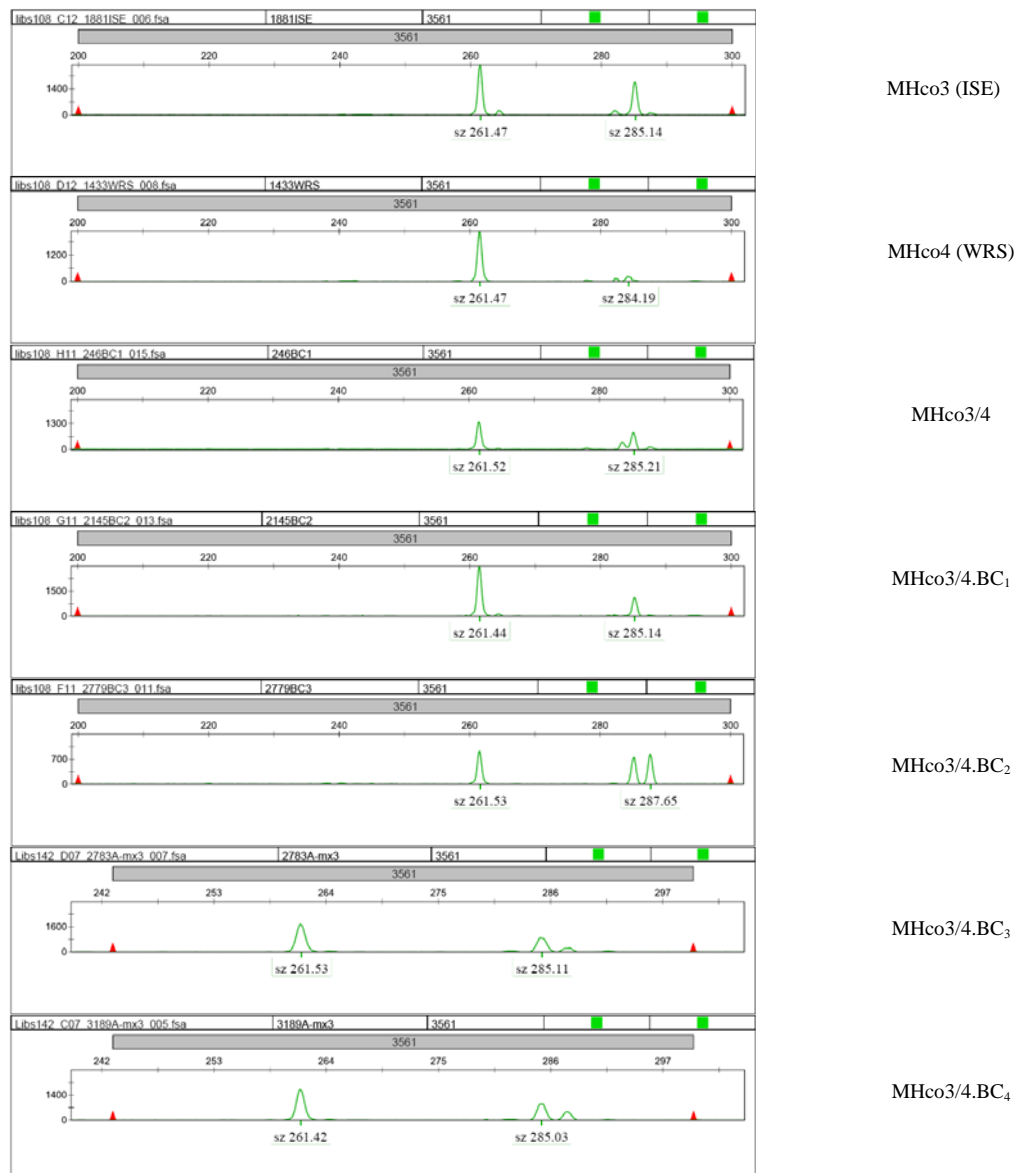 libs108_C12_1881ISE_006.fsa 1881ISE 3561
3561
200 220 240 260 280 300
1400
0
sz 261.47 sz 285.14
MHco3 (ISE)
libs108_D12_1433WRS_008.fsa 1433WRS 3561
3561
200 220 240 260 280 300
1200
0
sz 261.47 sz 284.19
MHco4 (WRS)
libs108_H11_246BC1_015.fsa 246BC1 3561
3561
200 220 240 260 280 300
1300
0
sz 261.52 sz 285.21
MHco3/4
libs108_G11_2145BC2_013.fsa 2145BC2 3561
3561
200 220 240 260 280 300
1500
0
sz 261.44 sz 285.14
MHco3/4.BC₁
libs108_F11_2779BC3_011.fsa 2779BC3 3561
3561
200 220 240 260 280 300
700
0
sz 261.53 sz 287.65
MHco3/4.BC₂
Libs142_D07_2783A-mx3_007.fsa 2783A-mx3 3561
3561
242 253 264 275 286 297
1600
0
sz 261.53 sz 285.11
MHco3/4.BC₃
Libs142_C07_3189A-mx3_005.fsa 3189A-mx3 3561
3561
242 253 264 275 286 297
1400
0
sz 261.42 sz 285.03
MHco3/4.BC₄